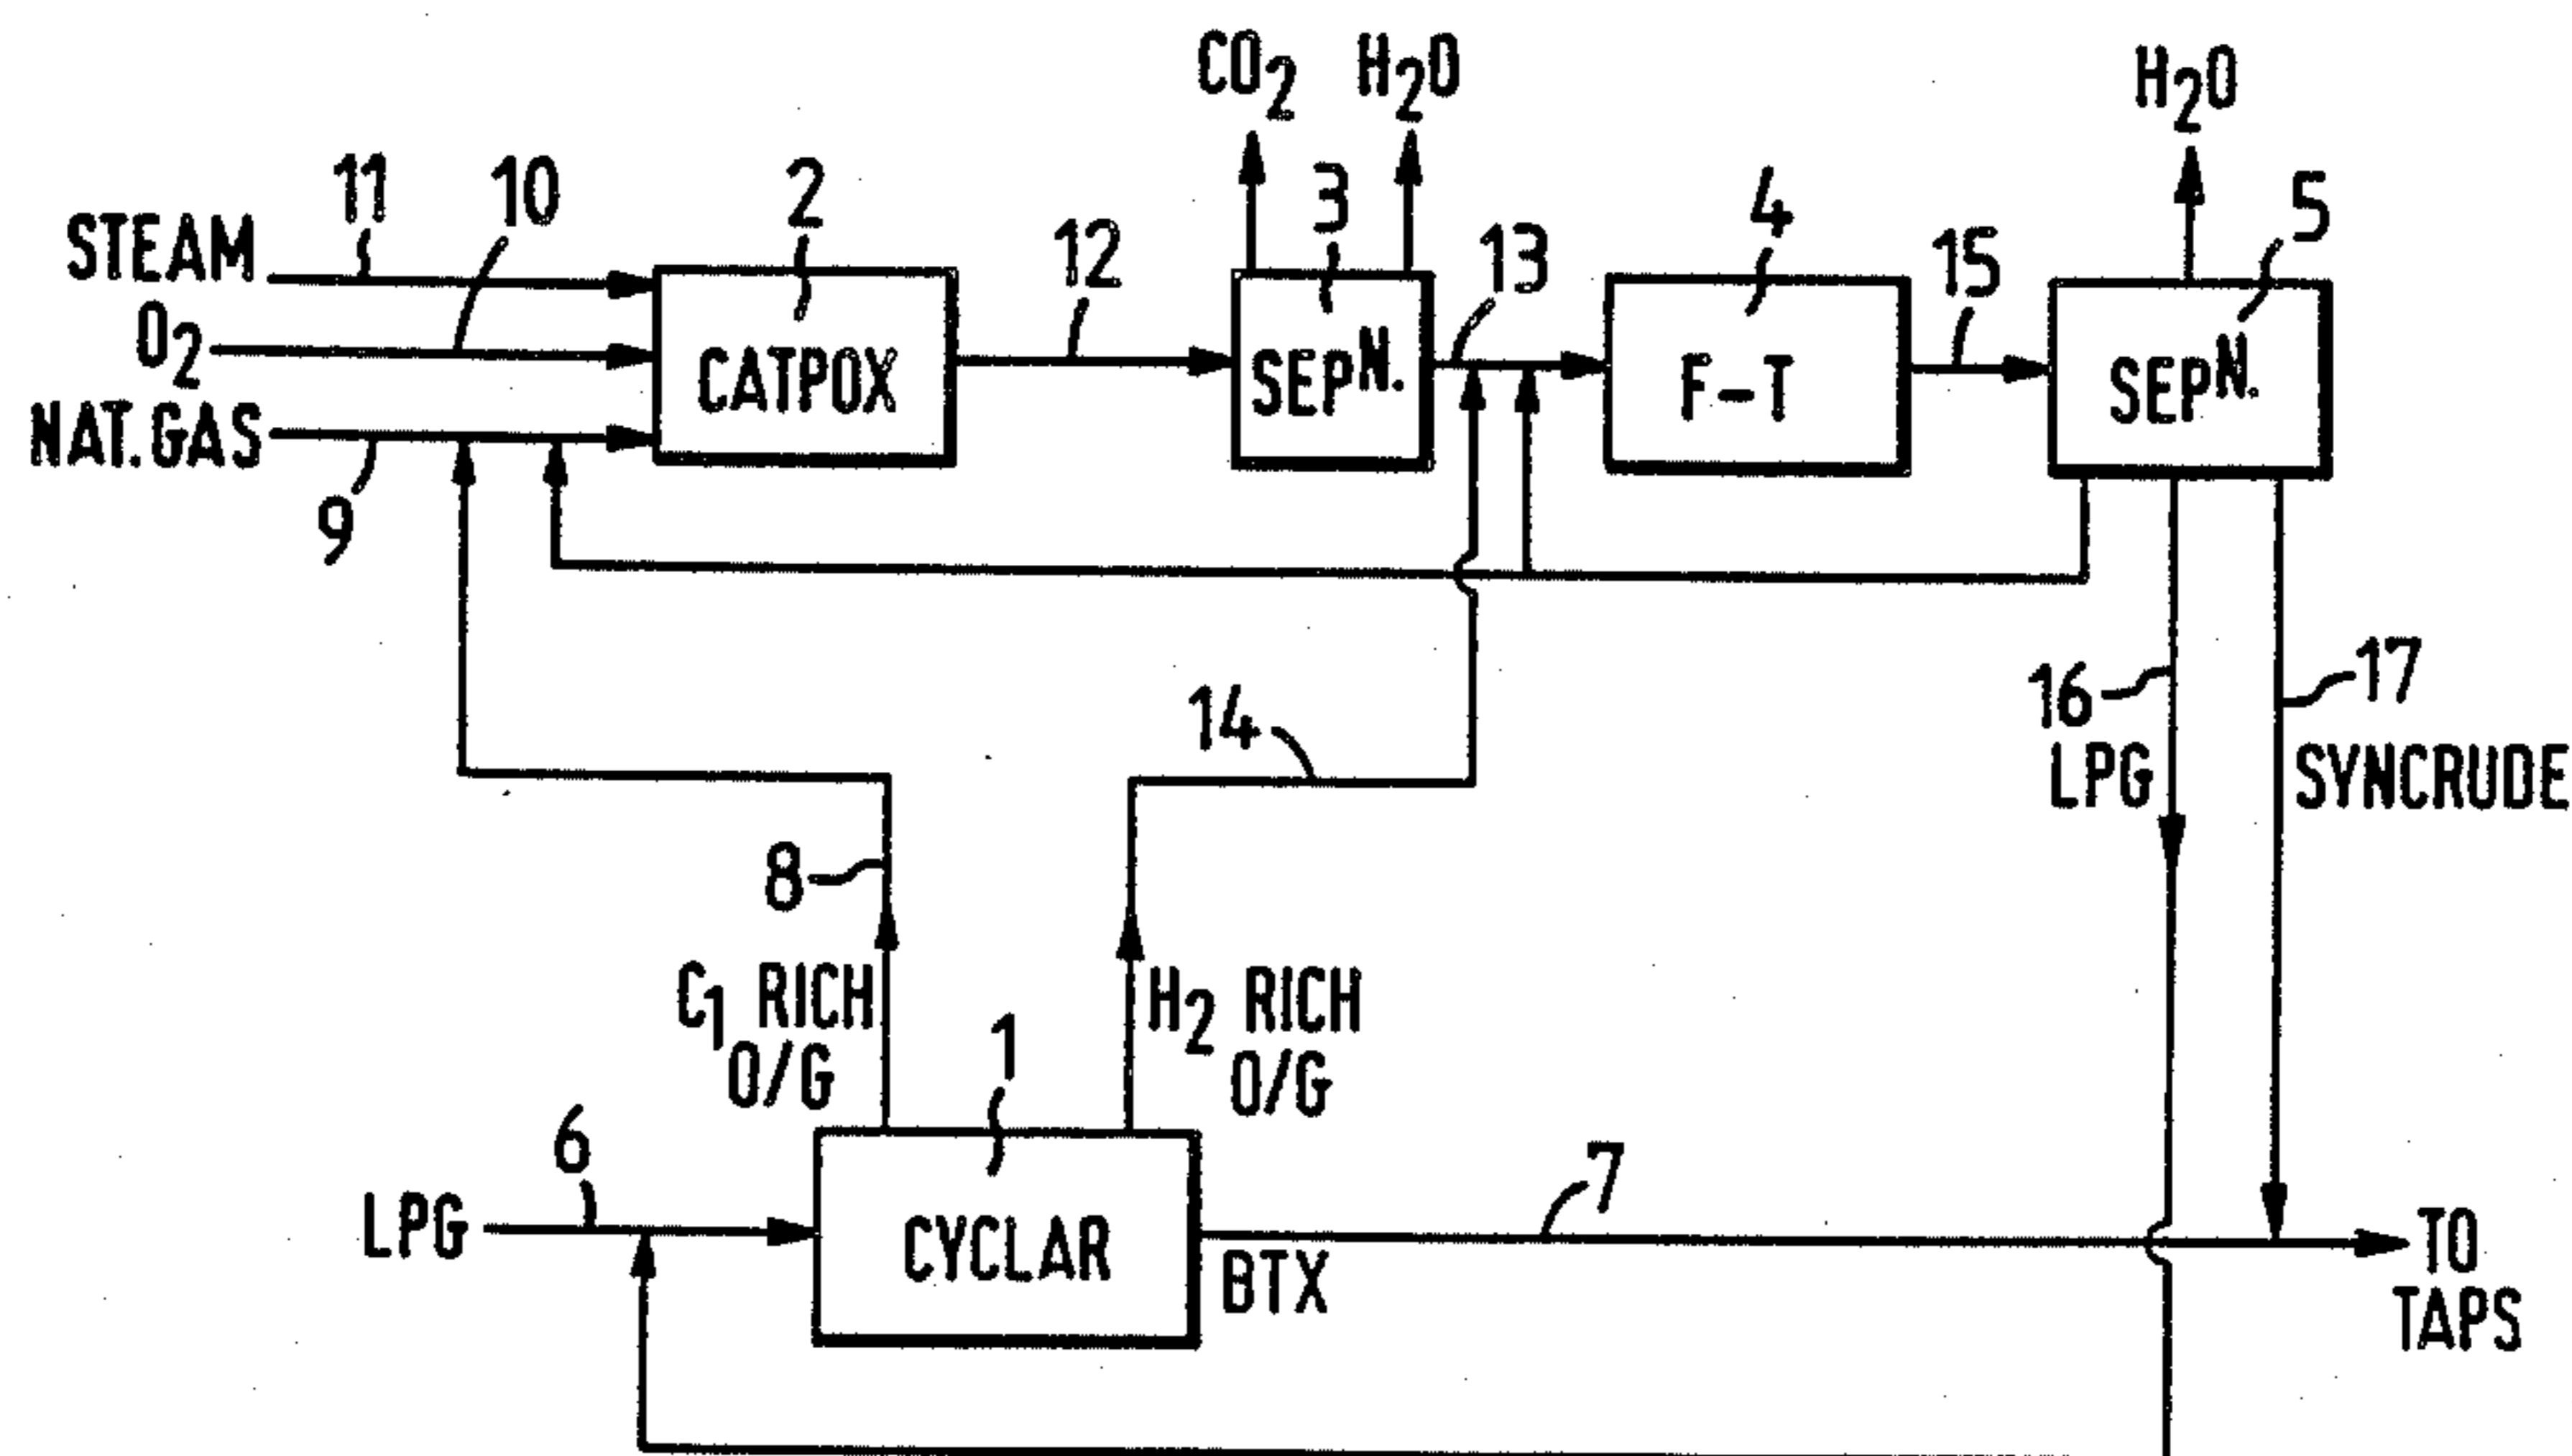 CO2 H2O
H2O
11
10
2
3
4
5
STEAM
12
13
15
O2
CATPOX
SEPN.
F-T
SEPN.
NAT. GAS
9
16
17
14
LPG
SYNCRUDE
8
C1 RICH
O/G
H2 RICH
O/G
1
6
7
LPG
CYCLAR
BTX
TO
TAPS